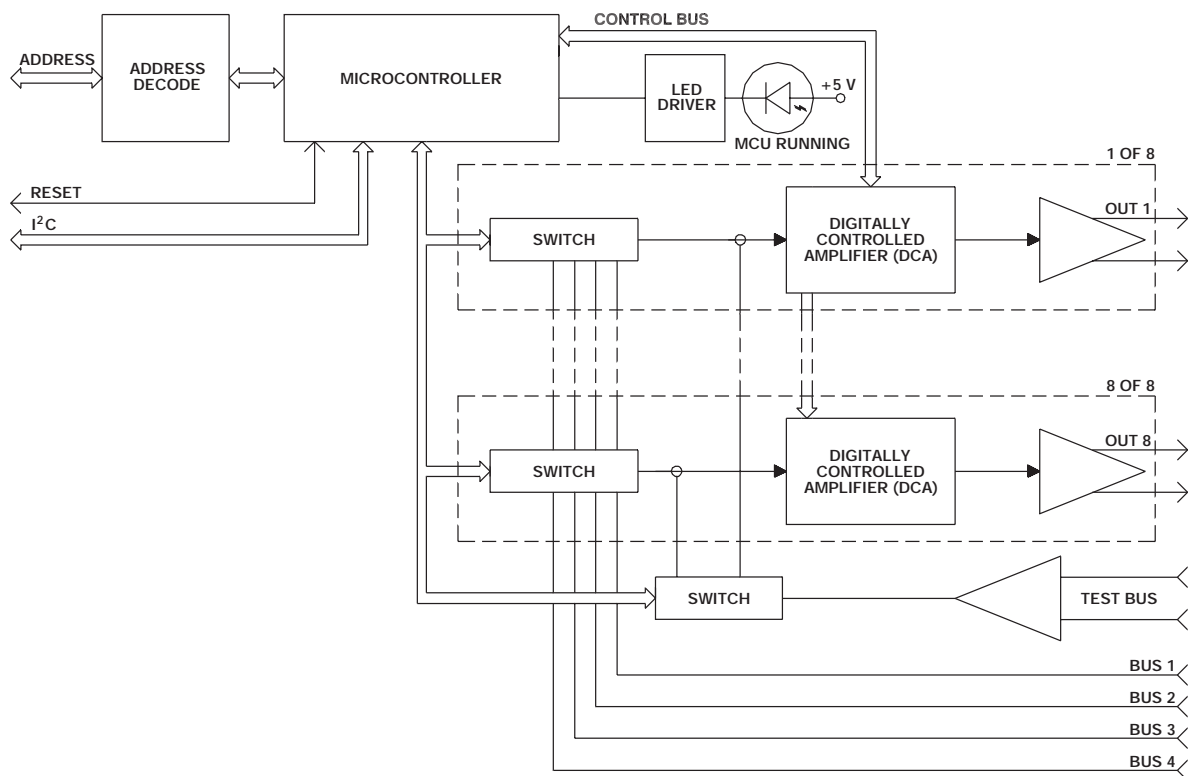 CONTROL BUS
ADDRESS
ADDRESS
DECODE
MICROCONTROLLER
LED
DRIVER
+5 V
MCU RUNNING
1 OF 8
RESET
I²C
SWITCH
DIGITALLY
CONTROLLED
AMPLIFIER (DCA)
OUT 1
8 OF 8
SWITCH
DIGITALLY
CONTROLLED
AMPLIFIER (DCA)
OUT 8
SWITCH
TEST BUS
BUS 1
BUS 2
BUS 3
BUS 4